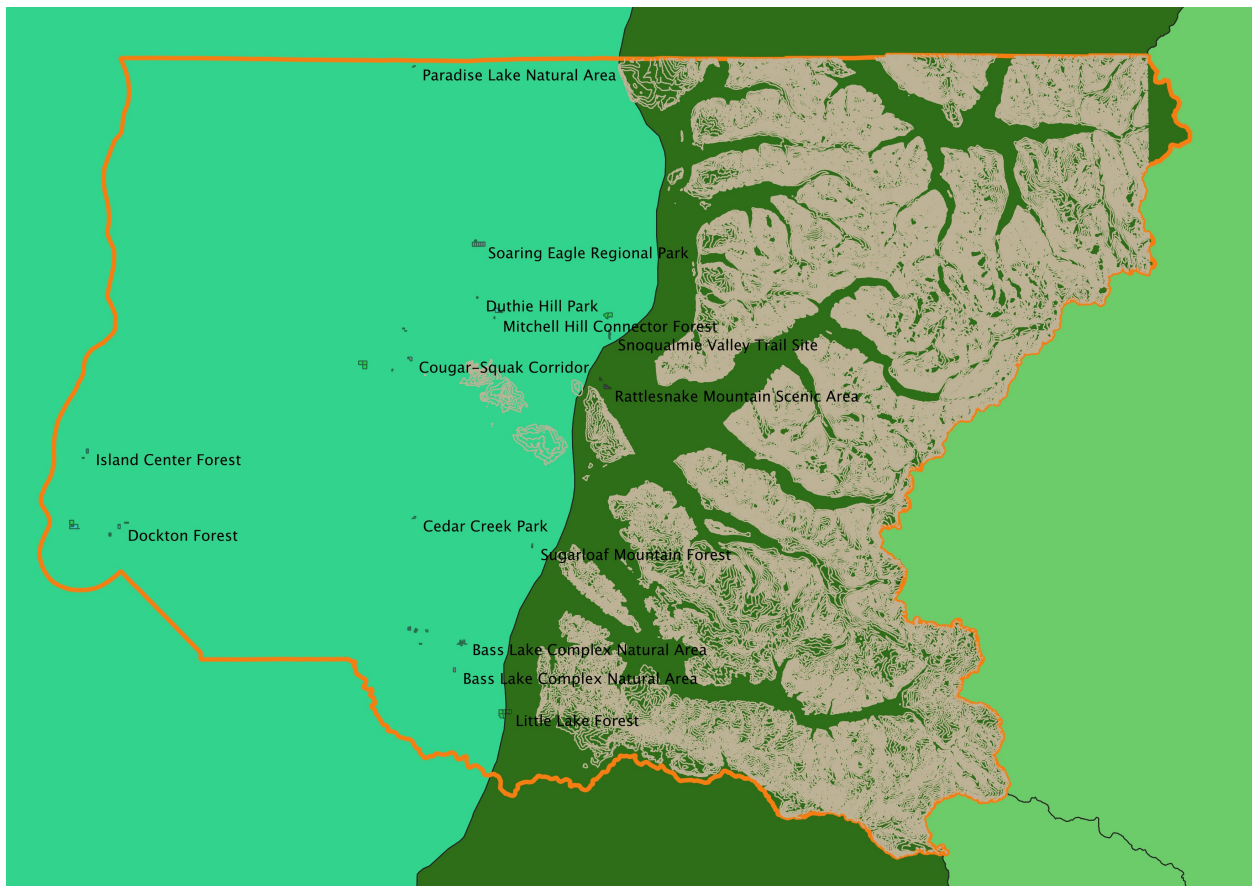 Paradise Lake Natural Area
Soaring Eagle Regional Park
Duthie Hill Park
Mitchell Hill Connector Forest
Snoqualmie Valley Trail Site
Cougar-Squak Corridor
Rattlesnake Mountain Scenic Area
Island Center Forest
Cedar Creek Park
Dockton Forest
Sugarloaf Mountain Forest
Bass Lake Complex Natural Area
Bass Lake Complex Natural Area
Little Lake Forest